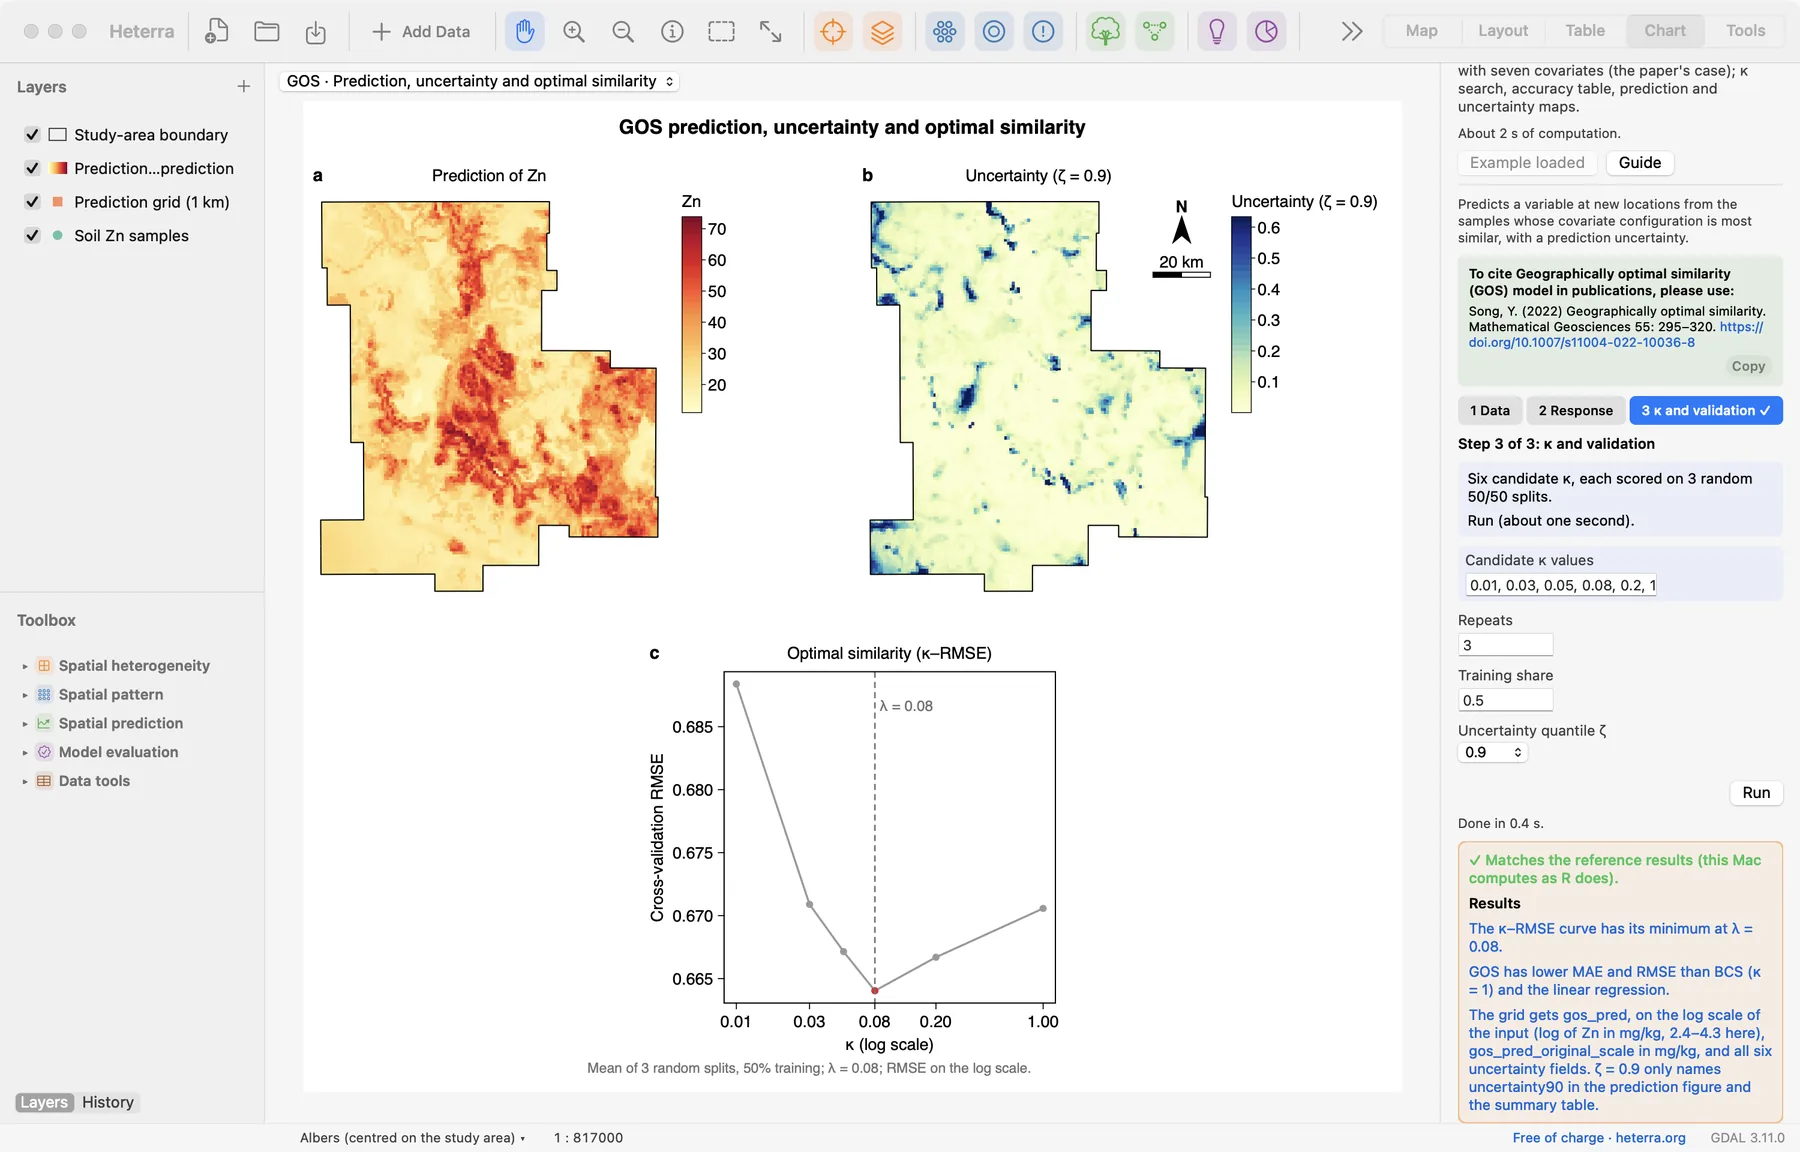 Heterra
Add Data
Map
Layout
Table
Chart
Tools
Layers
Study-area boundary
Prediction...prediction
Prediction grid (1 km)
Soil Zn samples
Toolbox
Spatial heterogeneity
Spatial pattern
Spatial prediction
Model evaluation
Data tools
Layers
History
GOS · Prediction, uncertainty and optimal similarity
GOS prediction, uncertainty and optimal similarity
a
Prediction of Zn
Zn
70
60
50
40
30
20
b
Uncertainty (ζ = 0.9)
N
20 km
Uncertainty (ζ = 0.9)
0.6
0.5
0.4
0.3
0.2
0.1
c
Optimal similarity (κ–RMSE)
λ = 0.08
Cross-validation RMSE
0.685
0.680
0.675
0.670
0.665
0.01
0.03
0.08
0.20
1.00
κ (log scale)
Mean of 3 random splits, 50% training; λ = 0.08; RMSE on the log scale.
with seven covariates (the paper's case); κ
search, accuracy table, prediction and
uncertainty maps.
About 2 s of computation.
Example loaded
Guide
Predicts a variable at new locations from the
samples whose covariate configuration is most
similar, with a prediction uncertainty.
To cite Geographically optimal similarity
(GOS) model in publications, please use:
Song, Y. (2022) Geographically optimal similarity.
Mathematical Geosciences 55: 295–320. https://
doi.org/10.1007/s11004-022-10036-8
Copy
1 Data
2 Response
3 κ and validation ✓
Step 3 of 3: κ and validation
Six candidate κ, each scored on 3 random
50/50 splits.
Run (about one second).
Candidate κ values
0.01, 0.03, 0.05, 0.08, 0.2, 1
Repeats
3
Training share
0.5
Uncertainty quantile ζ
0.9
Run
Done in 0.4 s.
✓ Matches the reference results (this Mac
computes as R does).
Results
The κ–RMSE curve has its minimum at λ =
0.08.
GOS has lower MAE and RMSE than BCS (κ
= 1) and the linear regression.
The grid gets gos_pred, on the log scale of
the input (log of Zn in mg/kg, 2.4–4.3 here),
gos_pred_original_scale in mg/kg, and all six
uncertainty fields. ζ = 0.9 only names
uncertainty90 in the prediction figure and
the summary table.
Albers (centred on the study area)
1 : 817000
Free of charge · heterra.org
GDAL 3.11.0